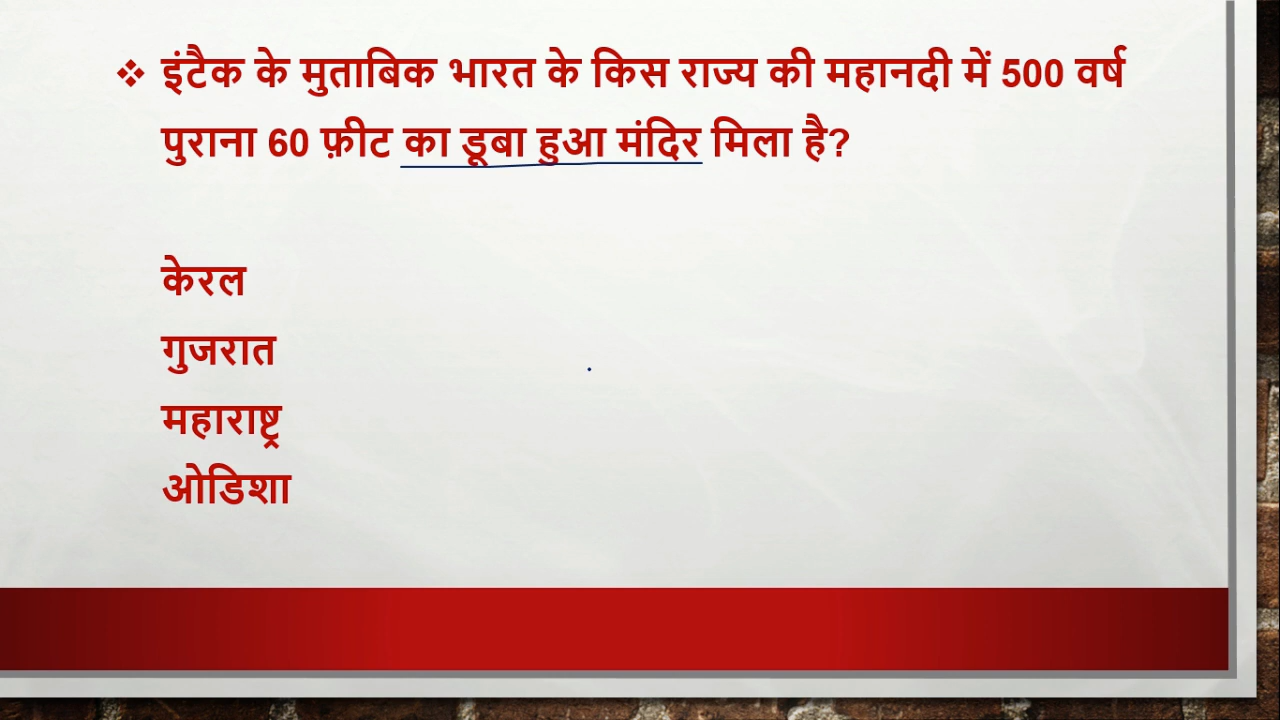 ❖ इंटैक के मुताबिक भारत के किस राज्य की महानदी में 500 वर्ष
पुराना 60 फ़ीट का डूबा हुआ मंदिर मिला है?
केरल
गुजरात
महाराष्ट्र
ओडिशा